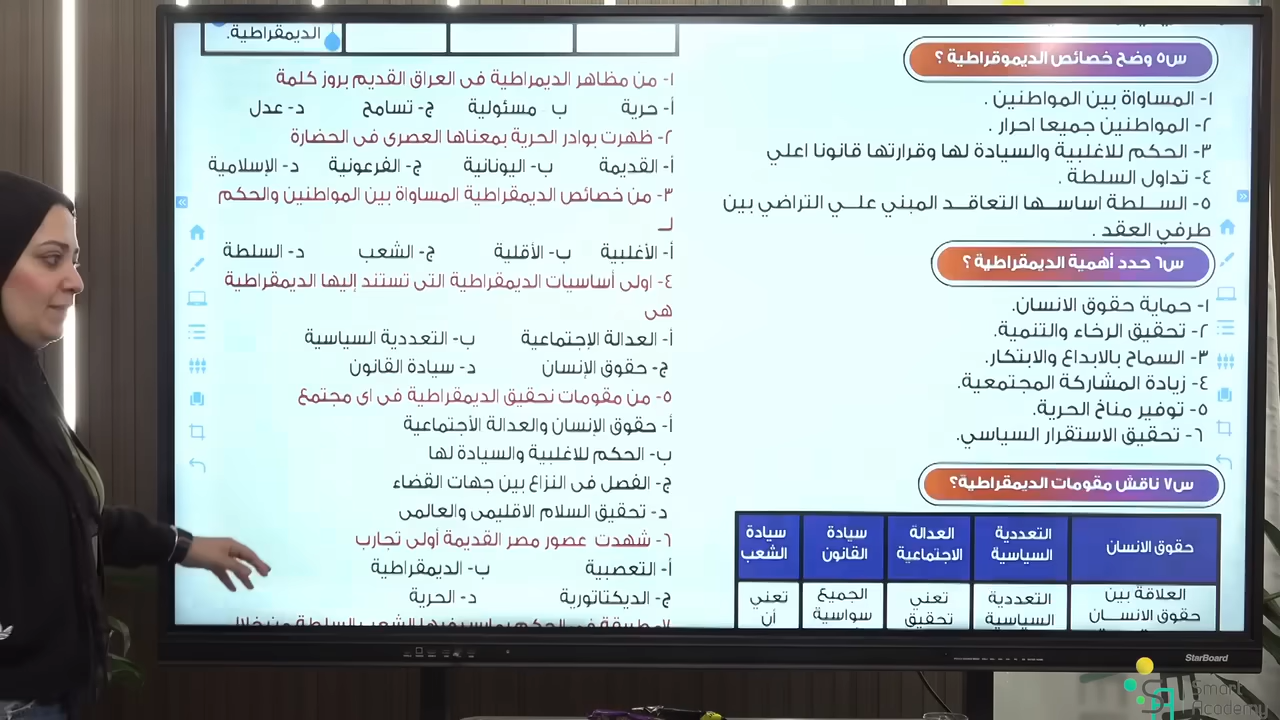 س٥ وضح خصائص الديموقراطية ؟
١- المساواة بين المواطنين .
٢- المواطنين جميعا احرار .
٣- الحكم للاغلبية والسيادة لها وقرارتها قانونا اعلي
٤- تداول السلطة .
٥- السلطة اساسها التعاقد المبني علي التراضي بين
طرفي العقد .
س٦ حدد أهمية الديمقراطية ؟
١- حماية حقوق الانسان.
٢- تحقيق الرخاء والتنمية.
٣- السماح بالابداع والابتكار.
٤- زيادة المشاركة المجتمعية.
٥- توفير مناخ الحرية.
٦- تحقيق الاستقرار السياسي.
س٧ ناقش مقومات الديمقراطية؟
حقوق الانسان
التعددية السياسية
العدالة الاجتماعية
سيادة القانون
سيادة الشعب
العلاقة بين حقوق الانسان
التعددية السياسية
تعني تحقيق
الجميع سواسية
تعني أن
الديمقراطية.
١- من مظاهر الديمراطية فى العراق القديم بروز كلمة
أ- حرية ب مسئولية ج- تسامح د- عدل
٢- ظهرت بوادر الحرية بمعناها العصرى فى الحضارة
أ- القديمة ب- اليونانية ج- الفرعونية د- الإسلامية
٣- من خصائص الديمقراطية المساواة بين المواطنين والحكم
لـ
أ- الأغلبية ب- الأقلية ج- الشعب د- السلطة
٤- اولى أساسيات الديمقراطية التى تستند إليها الديمقراطية
هى
أ- العدالة الإجتماعية ب- التعددية السياسية
ج- حقوق الإنسان د- سيادة القانون
٥- من مقومات نحقيق الديمقراطية فى اى مجتمع
أ- حقوق الإنسان والعدالة الأجتماعية
ب- الحكم للاغلبية والسيادة لها
ج- الفصل فى النزاع بين جهات القضاء
د- تحقيق السلام الاقليمى والعالمى
٦- شهدت عصور مصر القديمة أولى تجارب
أ- التعصبية ب- الديمقراطية
ج- الديكتاتورية د- الحرية
StarBoard
Smart
Academy